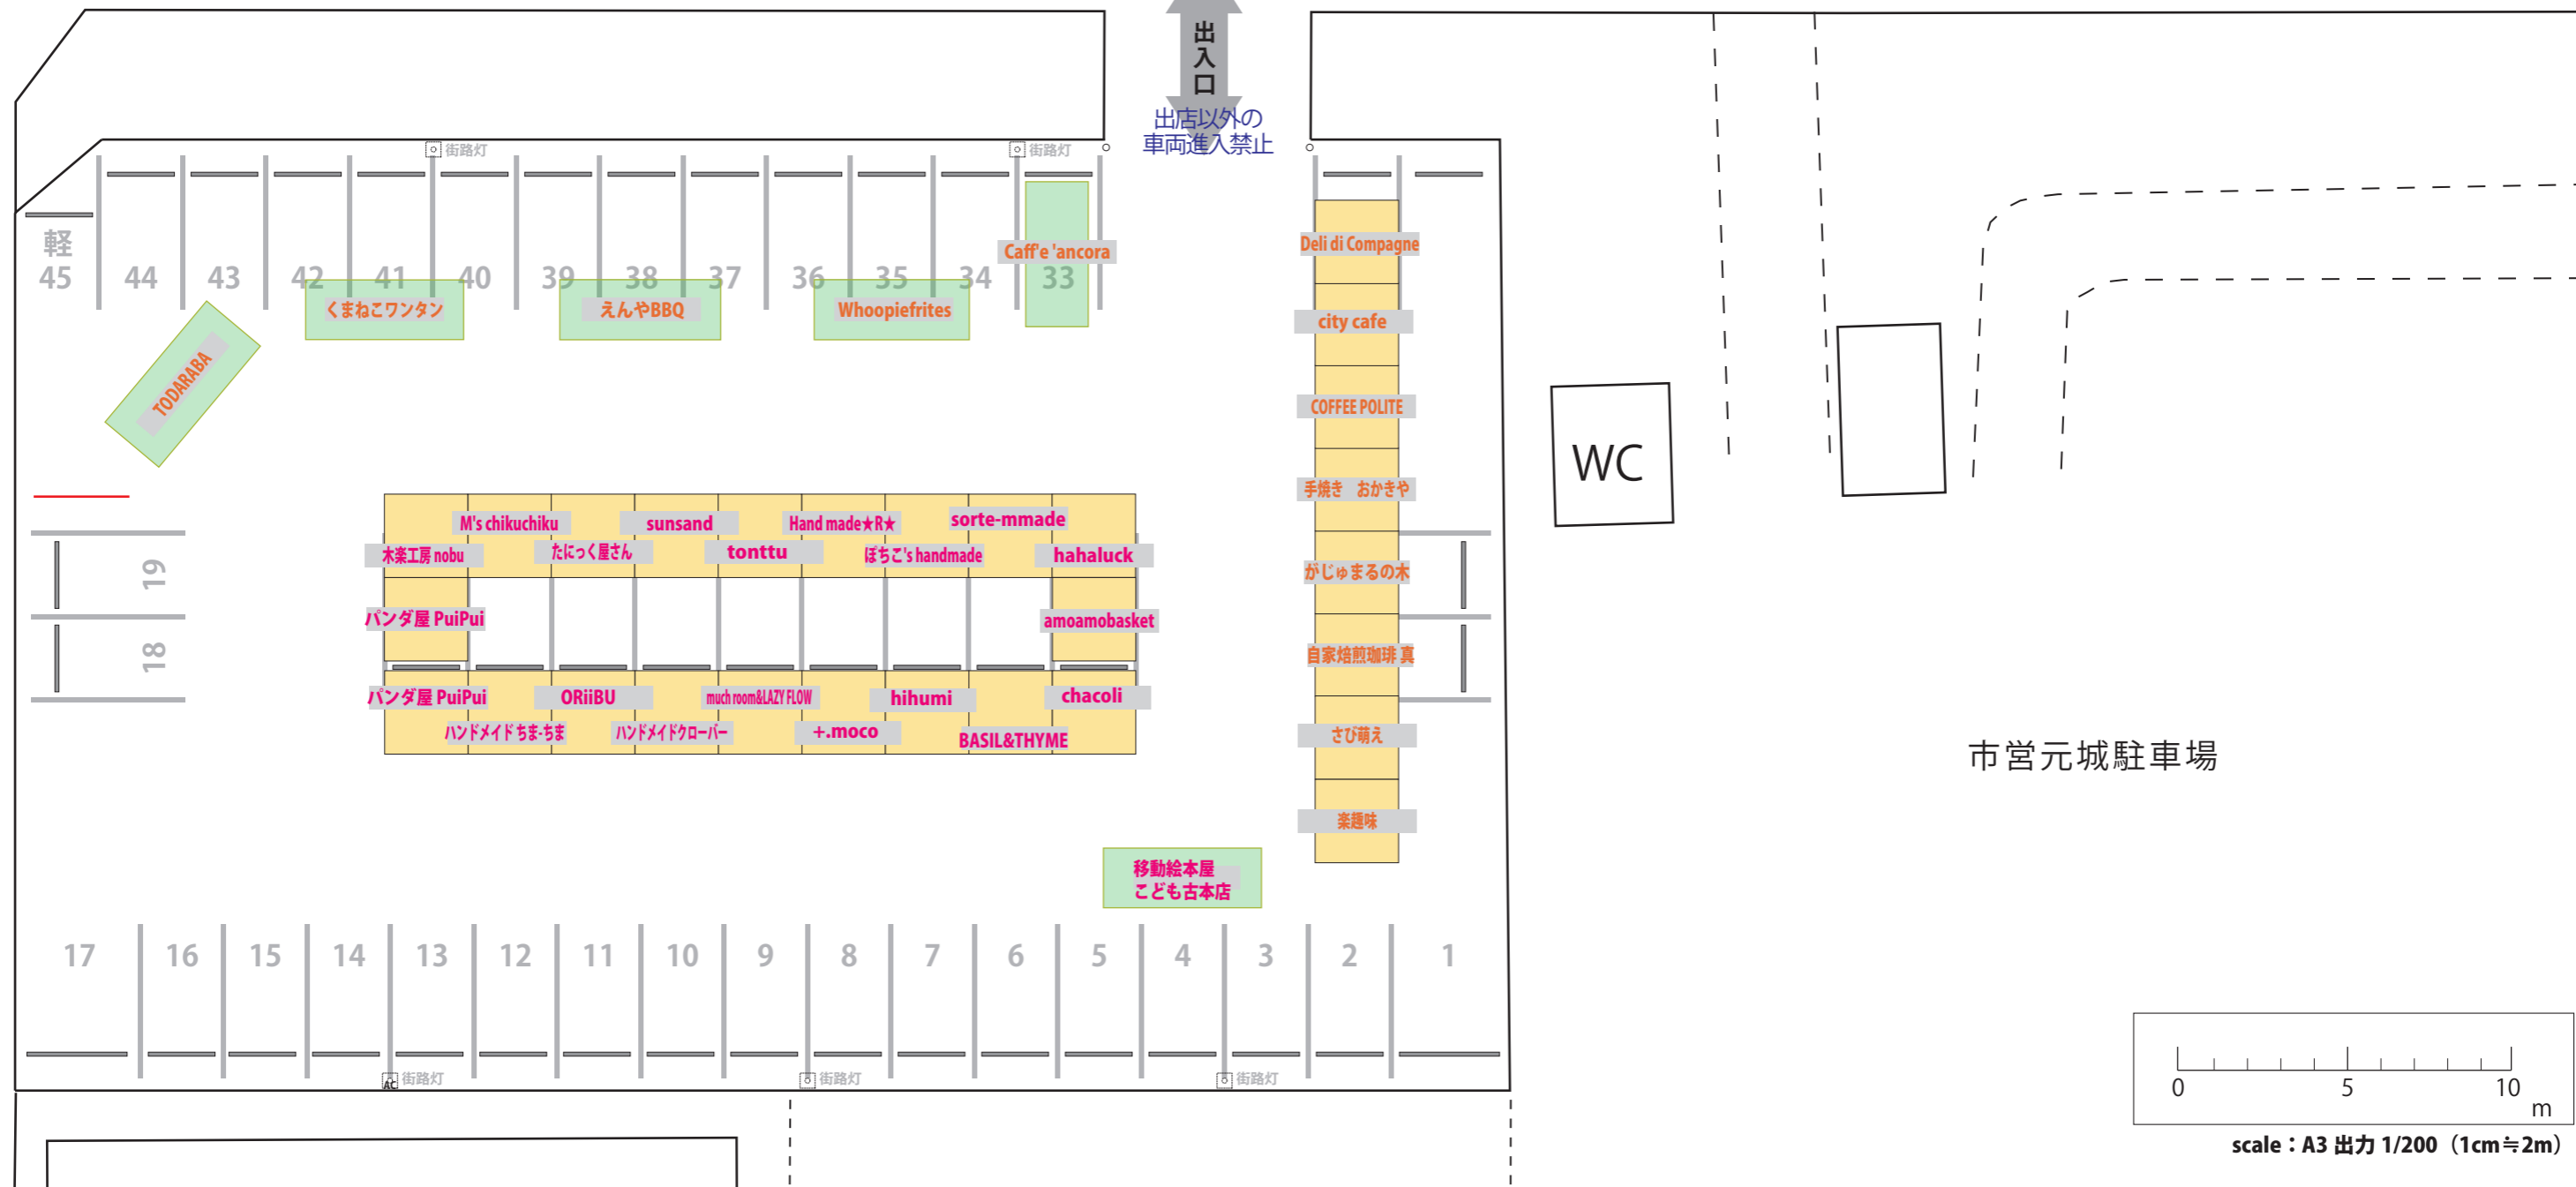 出入口
出店以外の
車両進入禁止
街路灯
街路灯
軽
45
44
43
42
41
40
39
38
37
36
35
34
33
Caff'e 'ancora
くまねこワンタン
えんやBBQ
Whoopiefrites
TODARABA
Deli di Compagne
city cafe
COFFEE POLITE
手焼き おかきや
がじゅまるの木
自家焙煎珈琲 真
さび萌え
楽趣味
WC
M's chikuchiku
sunsand
Hand made★R★
sorte-mmade
木楽工房 nobu
たにっく屋さん
tonttu
ぽちこ's handmade
hahaluck
パンダ屋 PuiPui
amoamobasket
パンダ屋 PuiPui
ORiiBU
much room&LAZY FLOW
hihumi
chacoli
ハンドメイド ちま-ちま
ハンドメイドクローバー
+.moco
BASIL&THYME
19
18
市営元城駐車場
移動絵本屋
こども古本店
17
16
15
14
13
12
11
10
9
8
7
6
5
4
3
2
1
AC
街路灯
街路灯
街路灯
0
5
10
m
scale：A3 出力 1/200（1cm≒2m）